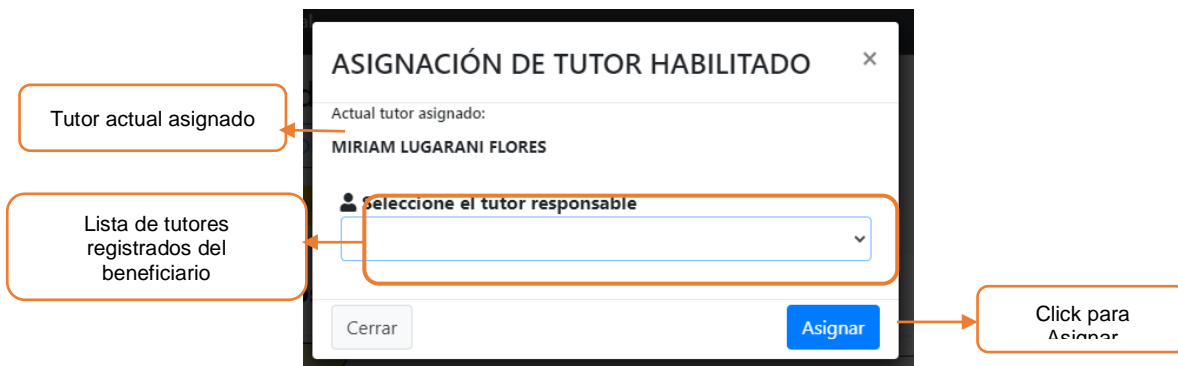 ASIGNACIÓN DE TUTOR HABILITADO ×
Tutor actual asignado
Actual tutor asignado:
MIRIAM LUGARANI FLORES
Lista de tutores
registrados del
beneficiario
Seleccione el tutor responsable
Cerrar
Asignar
Click para
Asignar